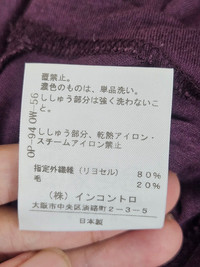 直禁止。
濃色のものは、単品洗い。
ししゅう部分は強く洗わないこ
と。
ししゅう部分、乾熱アイロン・
スチームアイロン禁止
指定外繊維(リヨセル) 80%
毛 20%
(株)インコントロ
大阪市中央区淡路町2-3-5
日本製
OP-94 OW-56